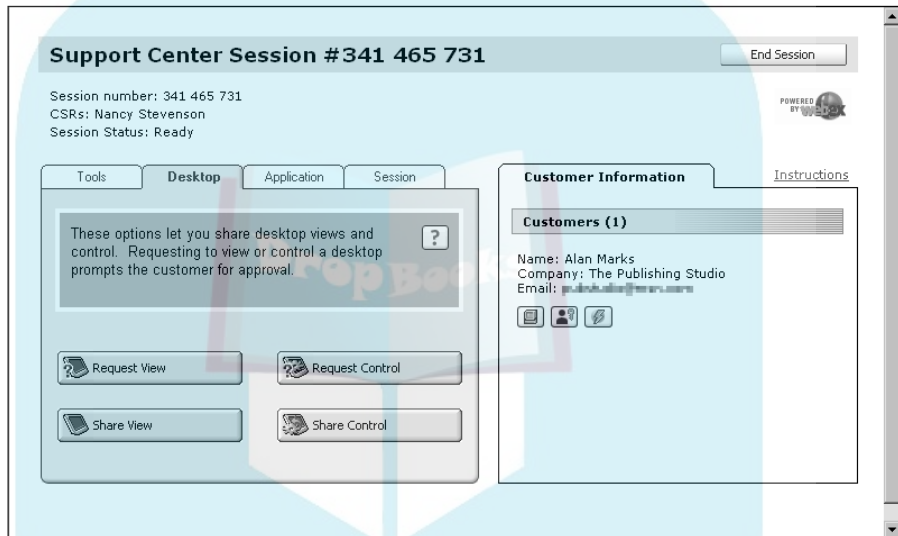 Support Center Session #341 465 731
End Session
Session number: 341 465 731
CSRs: Nancy Stevenson
Session Status: Ready
POWERED
BY webex
Tools
Desktop
Application
Session
These options let you share desktop views and
control. Requesting to view or control a desktop
prompts the customer for approval.
?
Request View
Request Control
Share View
Share Control
Customer Information
Instructions
Customers (1)
Name: Alan Marks
Company: The Publishing Studio
Email:
DropBooks